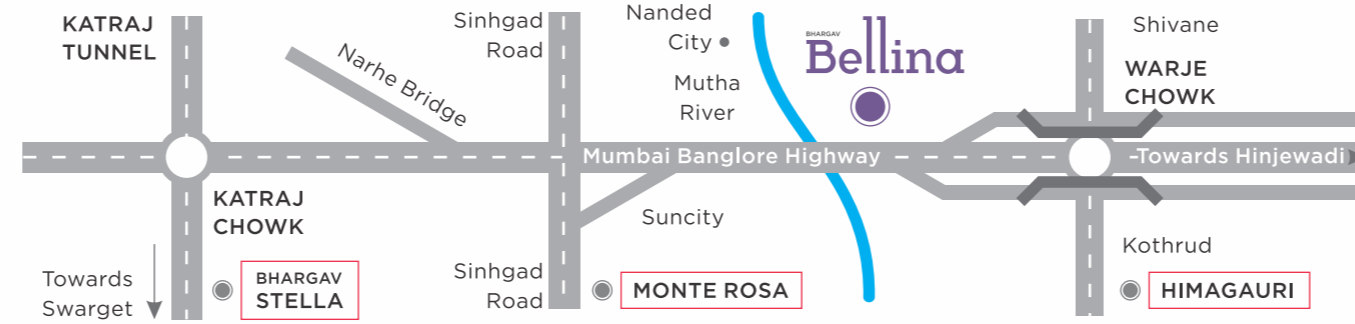 KATRAJ
TUNNEL
Narhe Bridge
Sinhgad
Road
Nanded
City
Mutha
River
BHARGAV
Bellina
Shivane
WARJE
CHOWK
Mumbai Banglore Highway
Towards Hinjewadi
KATRAJ
CHOWK
Suncity
Towards
Swarget
BHARGAV
STELLA
Sinhgad
Road
MONTE ROSA
Kothrud
HIMAGAURI